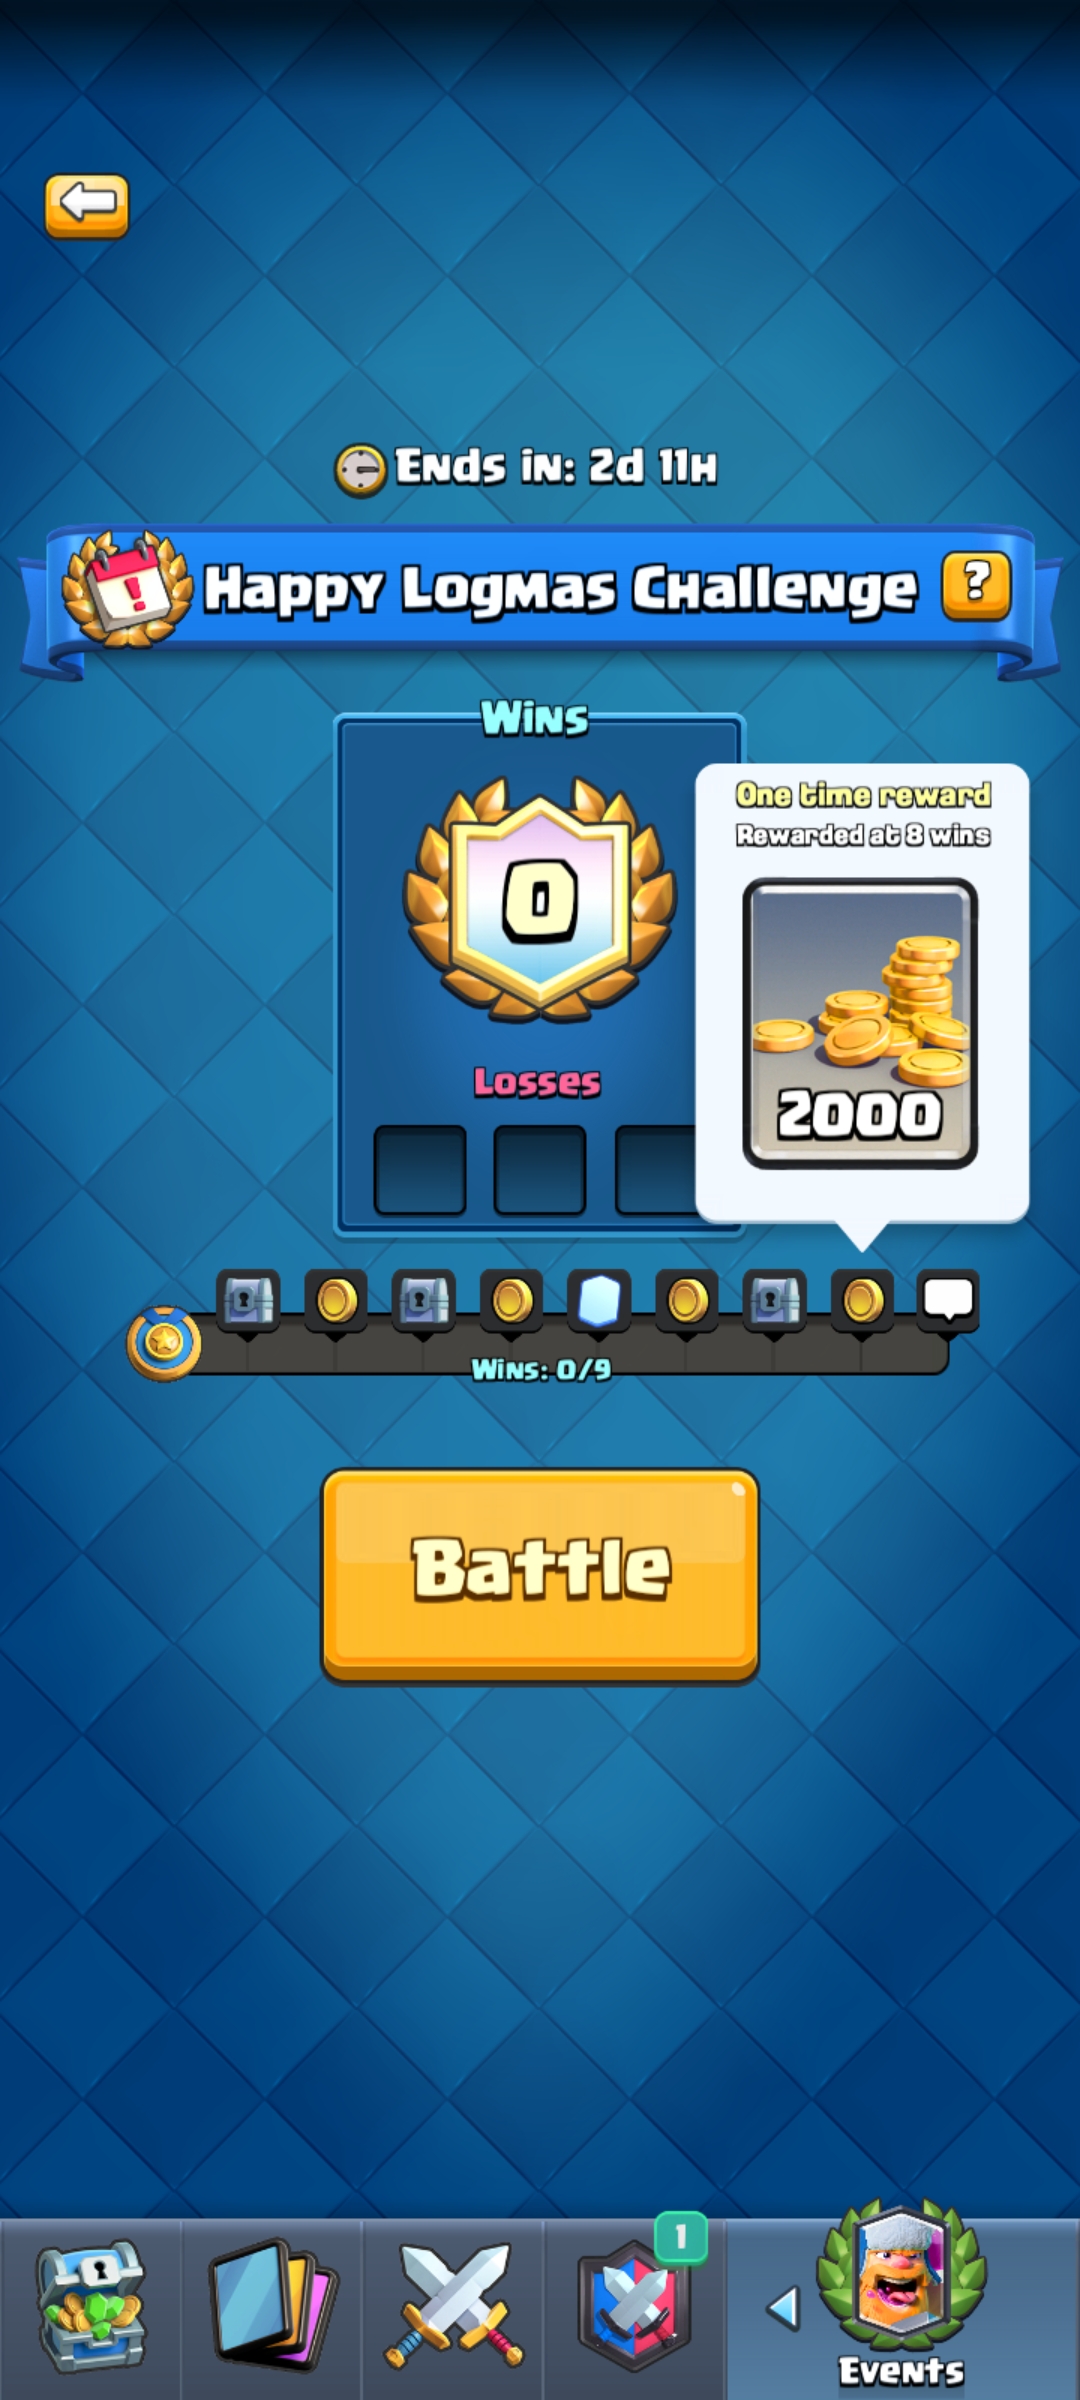 Ends in: 2d 11h
!
Happy Logmas Challenge
?
Wins
0
One time reward
Rewarded at 8 wins
2000
Losses
Wins: 0/9
Battle
1
Events